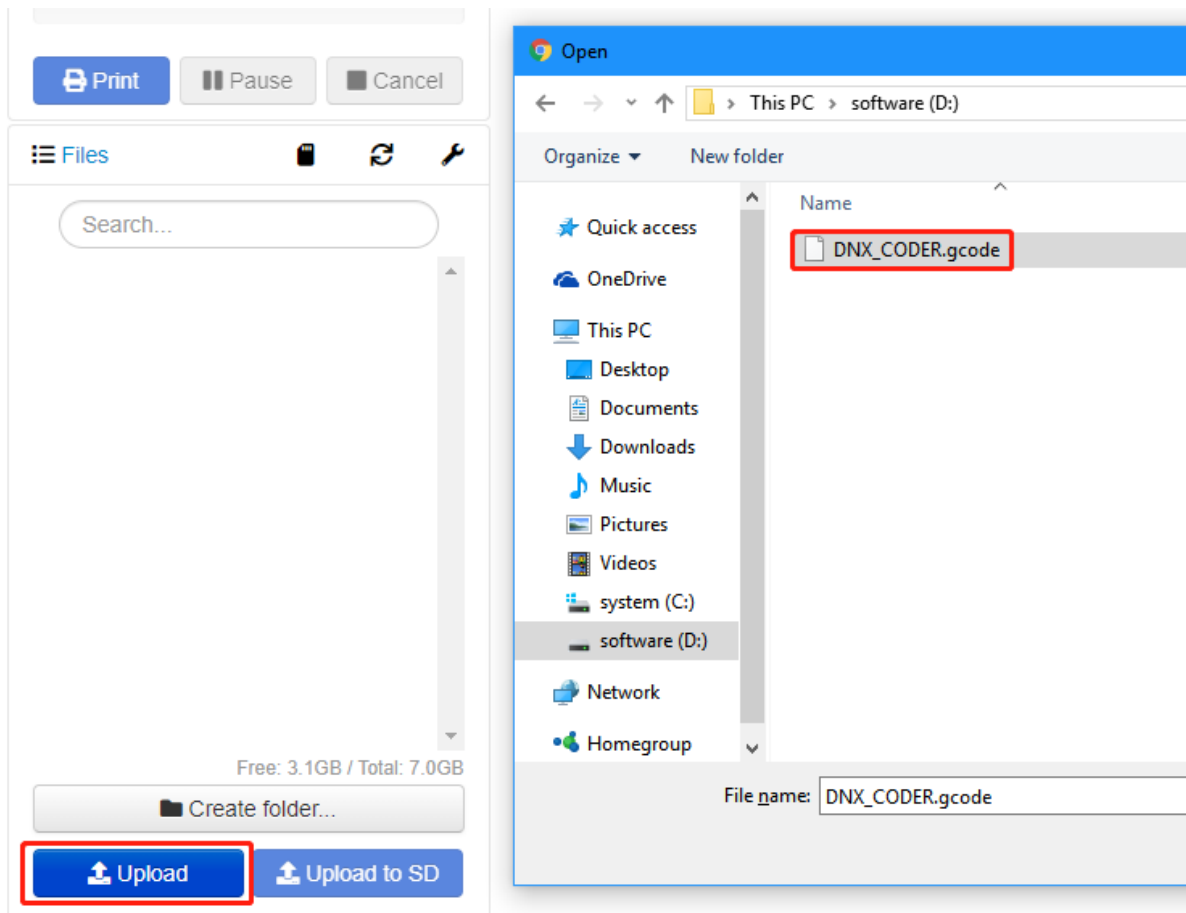 Print
Pause
Cancel
Files
Search...
Free: 3.1GB / Total: 7.0GB
Create folder...
Upload
Upload to SD
Open
This PC › software (D:)
Organize
New folder
Quick access
OneDrive
This PC
Desktop
Documents
Downloads
Music
Pictures
Videos
system (C:)
software (D:)
Network
Homegroup
Name
DNX_CODER.gcode
File name: DNX_CODER.gcode